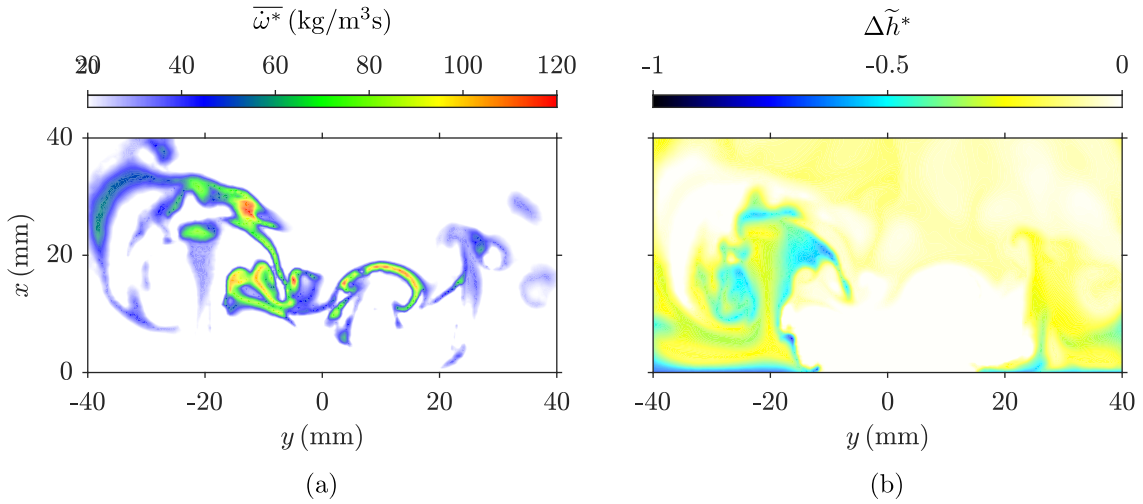 $\overline{\dot{\omega}^*}$ (kg/m³s)
20 40 60 80 100 120
40
20
0
x (mm)
-40 -20 0 20 40
y (mm)
(a)
$\Delta\widetilde{h}^*$
-1 -0.5 0
-40 -20 0 20 40
y (mm)
(b)